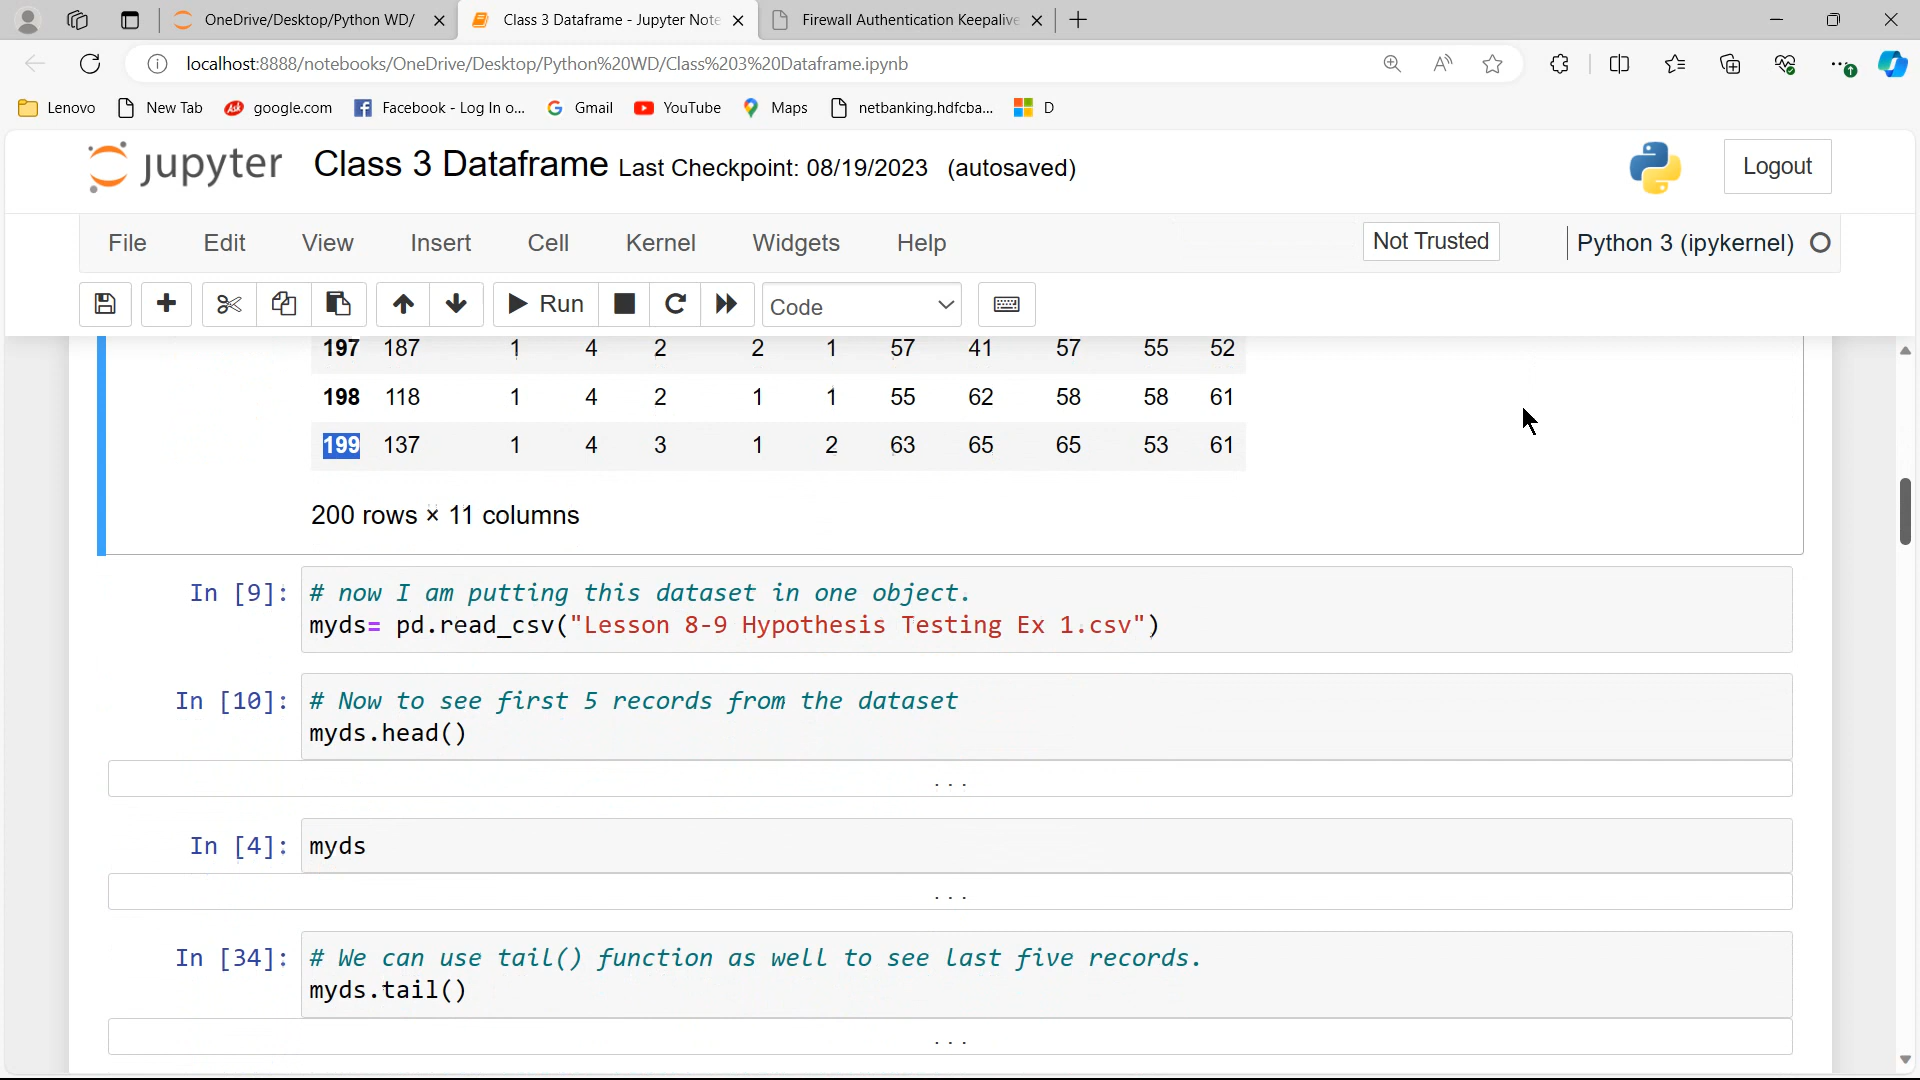 OneDrive/Desktop/Python WD/
Class 3 Dataframe - Jupyter Note
Firewall Authentication Keepalive
localhost:8888/notebooks/OneDrive/Desktop/Python%20WD/Class%203%20Dataframe.ipynb
Lenovo New Tab Ask google.com Facebook - Log In o... Gmail YouTube Maps netbanking.hdfcba... D
jupyter Class 3 Dataframe Last Checkpoint: 08/19/2023 (autosaved) Logout
File Edit View Insert Cell Kernel Widgets Help Not Trusted Python 3 (ipykernel)
Run Code
197 187 1 4 2 2 1 57 41 57 55 52
198 118 1 4 2 1 1 55 62 58 58 61
199 137 1 4 3 1 2 63 65 65 53 61
200 rows × 11 columns
In [9]: # now I am putting this dataset in one object.
myds= pd.read_csv("Lesson 8-9 Hypothesis Testing Ex 1.csv")
In [10]: # Now to see first 5 records from the dataset
myds.head()
...
In [4]: myds
...
In [34]: # We can use tail() function as well to see last five records.
myds.tail()
...